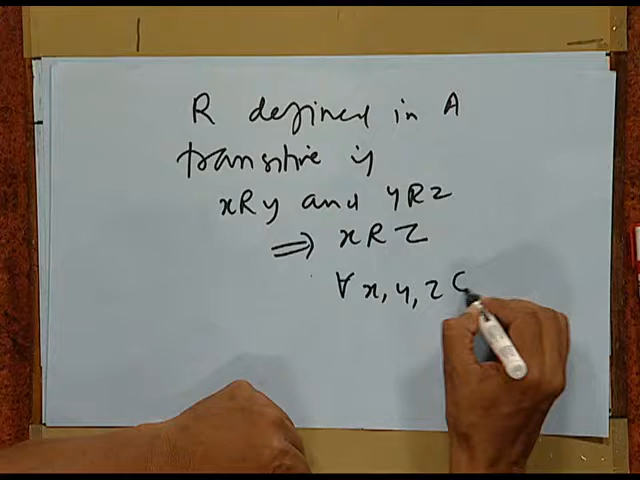 R defined in A
transitive if
xRy and yRz
⇒ xRz
∀ x, y, z